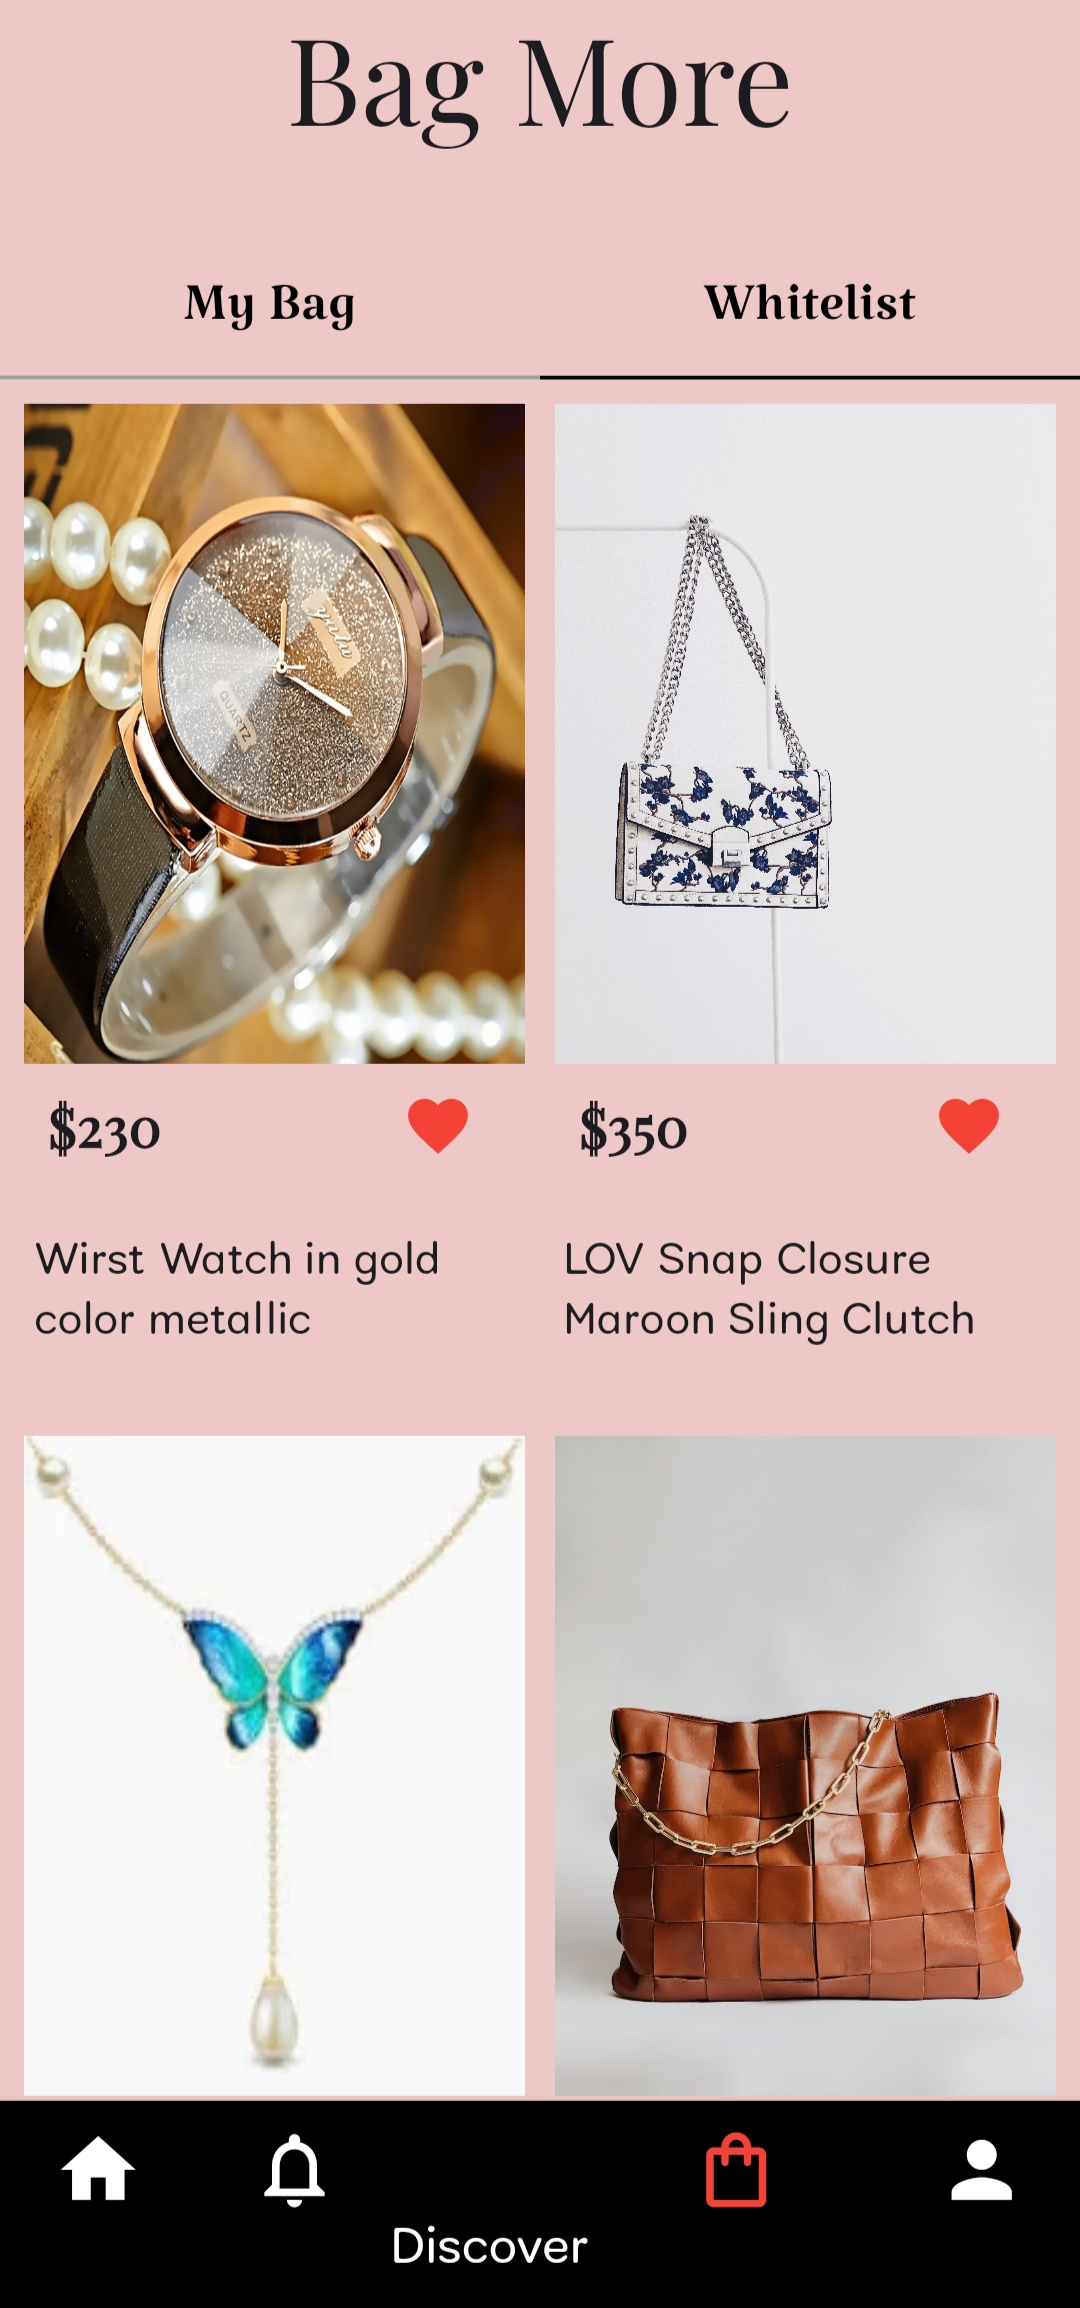 Bag More
My Bag
Whitelist
QUARTZ
$230
$350
Wirst Watch in gold
color metallic
LOV Snap Closure
Maroon Sling Clutch
Discover